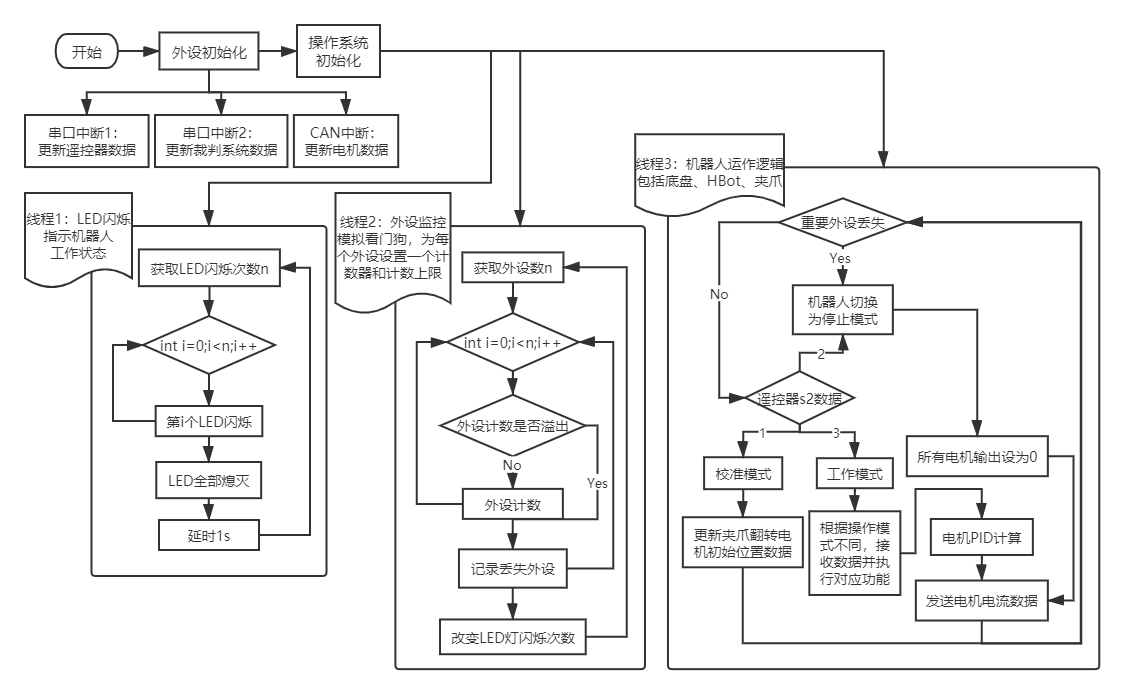 开始
外设初始化
操作系统
初始化
串口中断1：
更新遥控器数据
串口中断2：
更新裁判系统数据
CAN中断：
更新电机数据
线程1：LED闪烁
指示机器人
工作状态
获取LED闪烁次数n
int i=0;i<n;i++
第i个LED闪烁
LED全部熄灭
延时1s
线程2：外设监控
模拟看门狗，为每
个外设设置一个计
数器和计数上限
获取外设数n
int i=0;i<n;i++
外设计数是否溢出
No
Yes
外设计数
记录丢失外设
改变LED灯闪烁次数
线程3：机器人运作逻辑
包括底盘、HBot、夹爪
重要外设丢失
Yes
No
机器人切换
为停止模式
2
遥控器s2数据
1
3
校准模式
工作模式
所有电机输出设为0
更新夹爪翻转电
机初始位置数据
根据操作模
式不同，接
收数据并执
行对应功能
电机PID计算
发送电机电流数据